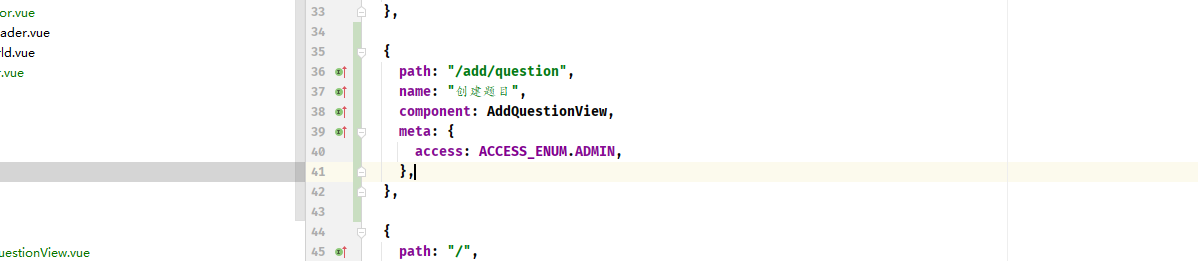 or.vue
ader.vue
ld.vue
.vue
uestionView.vue
33 },
34
35 {
36 path: "/add/question",
37 name: "创建题目",
38 component: AddQuestionView,
39 meta: {
40 access: ACCESS_ENUM.ADMIN,
41 },
42 },
43
44 {
45 path: "/",